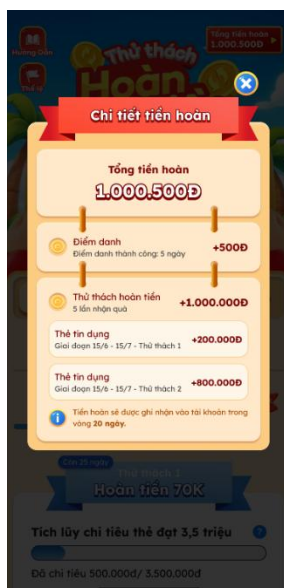 Hướng Dẫn
Thử thách
Hoàn
Tổng tiền hoàn
1.000.500Đ
Thể lệ
Chi tiết tiền hoàn
Tổng tiền hoàn
1.000.500Đ
Điểm danh
Điểm danh thành công: 5 ngày
+500Đ
Thử thách hoàn tiền
5 lần nhận quà
+1.000.000Đ
Thẻ tín dụng
Giai đoạn 15/6 - 15/7 - Thử thách 1
+200.000Đ
Thẻ tín dụng
Giai đoạn 15/6 - 15/7 - Thử thách 2
+800.000Đ
Tiền hoàn sẽ được ghi nhận vào tài khoản trong
vòng 20 ngày.
Còn 25 ngày
Thử thách 1
Hoàn tiền 70K
Tích lũy chi tiêu thẻ đạt 3,5 triệu
Đã chi tiêu 500.000đ/ 3.500.000đ